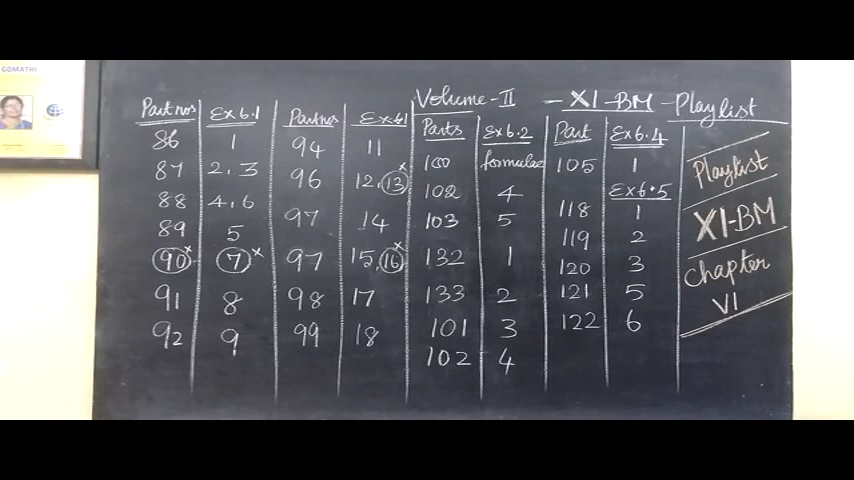 GOMATHI
Volume-II - XI-BM-Playlist
Part nos Ex 6.1 Part nos Ex 6.1 Parts Ex 6.2 Part Ex 6.4
86 1 94 11 100 formulae 105 1
87 2,3 96 12,13x 102 4 Ex 6.5
88 4,6 97 14 103 5 118 1
89 5 97 15,16x 132 1 119 2
90x 7x 98 17 133 2 120 3
91 8 99 18 101 3 121 5
92 9 102 4 122 6
Playlist
XI-BM
Chapter
VI